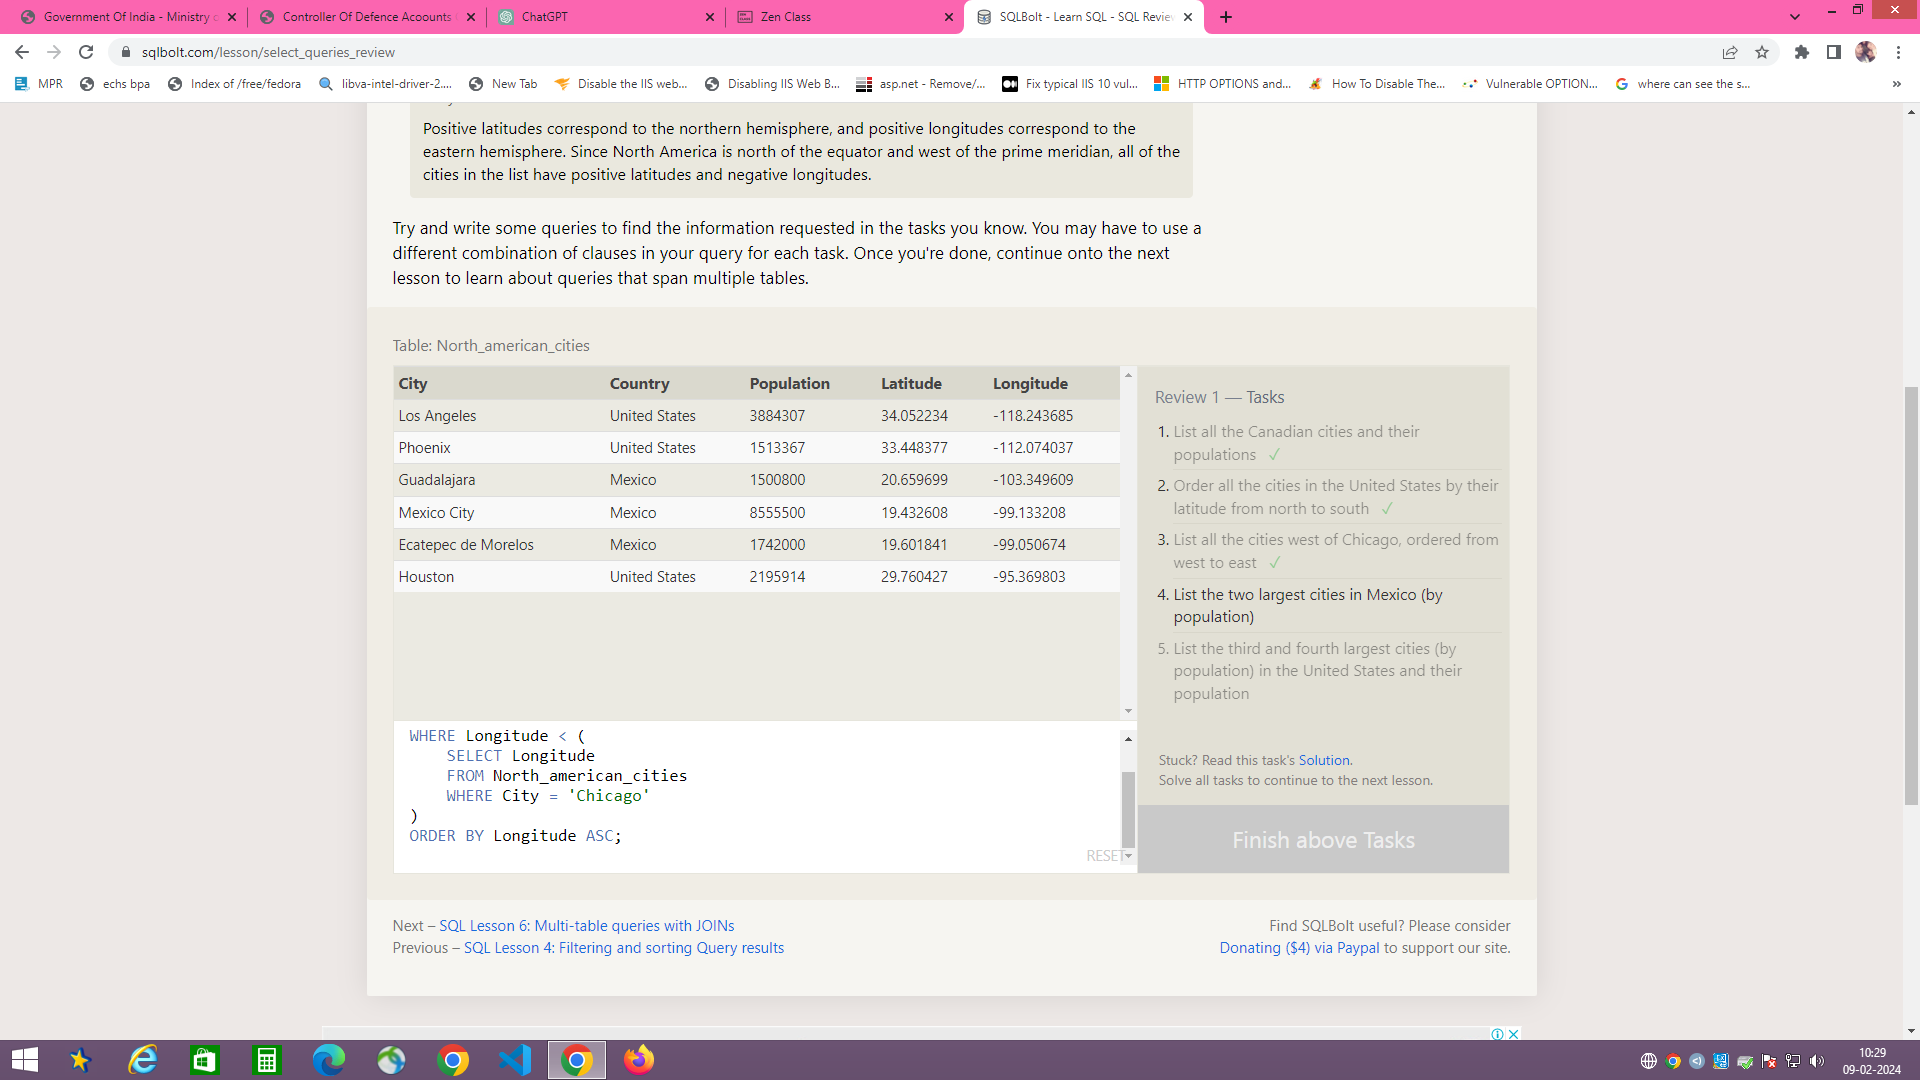 Government Of India - Ministry
Controller Of Defence Acoounts
ChatGPT
Zen Class
SQLBolt - Learn SQL - SQL Revie
sqlbolt.com/lesson/select_queries_review
MPR
echs bpa
Index of /free/fedora
libva-intel-driver-2....
New Tab
Disable the IIS web...
Disabling IIS Web B...
asp.net - Remove/...
Fix typical IIS 10 vul...
HTTP OPTIONS and...
How To Disable The...
Vulnerable OPTION...
where can see the s...
»
Positive latitudes correspond to the northern hemisphere, and positive longitudes correspond to the
eastern hemisphere. Since North America is north of the equator and west of the prime meridian, all of the
cities in the list have positive latitudes and negative longitudes.
Try and write some queries to find the information requested in the tasks you know. You may have to use a
different combination of clauses in your query for each task. Once you're done, continue onto the next
lesson to learn about queries that span multiple tables.
Table: North_american_cities
City Country Population Latitude Longitude
Los Angeles United States 3884307 34.052234 -118.243685
Phoenix United States 1513367 33.448377 -112.074037
Guadalajara Mexico 1500800 20.659699 -103.349609
Mexico City Mexico 8555500 19.432608 -99.133208
Ecatepec de Morelos Mexico 1742000 19.601841 -99.050674
Houston United States 2195914 29.760427 -95.369803
WHERE Longitude < (
SELECT Longitude
FROM North_american_cities
WHERE City = 'Chicago'
)
ORDER BY Longitude ASC;
RESET
Review 1 — Tasks
1. List all the Canadian cities and their
populations ✓
2. Order all the cities in the United States by their
latitude from north to south ✓
3. List all the cities west of Chicago, ordered from
west to east ✓
4. List the two largest cities in Mexico (by
population)
5. List the third and fourth largest cities (by
population) in the United States and their
population
Stuck? Read this task's Solution.
Solve all tasks to continue to the next lesson.
Finish above Tasks
Next – SQL Lesson 6: Multi-table queries with JOINs
Previous – SQL Lesson 4: Filtering and sorting Query results
Find SQLBolt useful? Please consider
Donating ($4) via Paypal to support our site.
10:29
09-02-2024